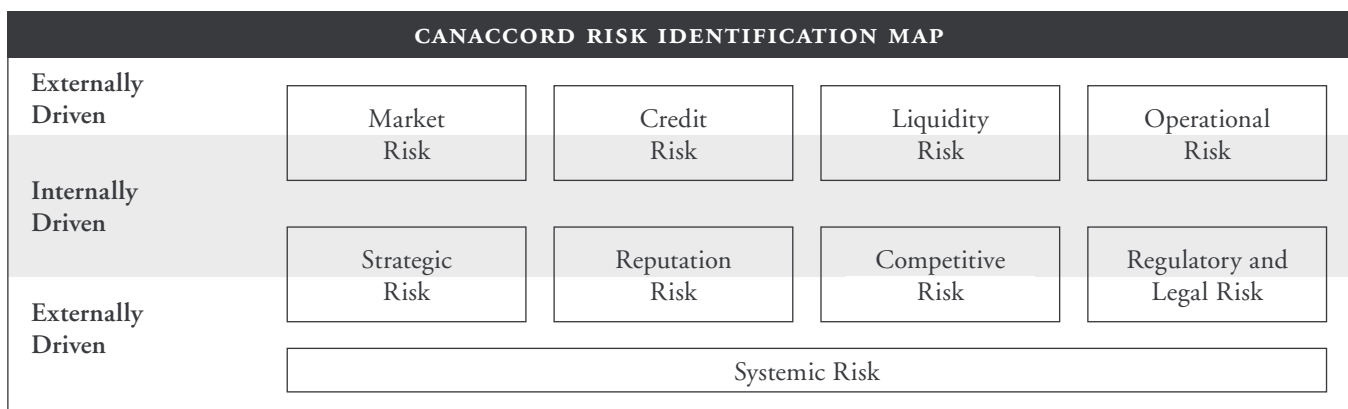 CANACCORD RISK IDENTIFICATION MAP
Externally
Driven
Market
Risk
Credit
Risk
Liquidity
Risk
Operational
Risk
Internally
Driven
Strategic
Risk
Reputation
Risk
Competitive
Risk
Regulatory and
Legal Risk
Externally
Driven
Systemic Risk